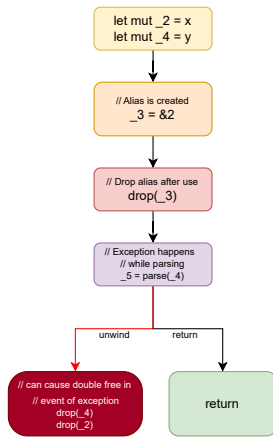 let mut _2 = x
let mut _4 = y
// Alias is created
_3 = &2
// Drop alias after use
drop(_3)
// Exception happens
// while parsing
_5 = parse(_4)
unwind
return
// can cause double free in
// event of exception
drop(_4)
drop(_2)
return